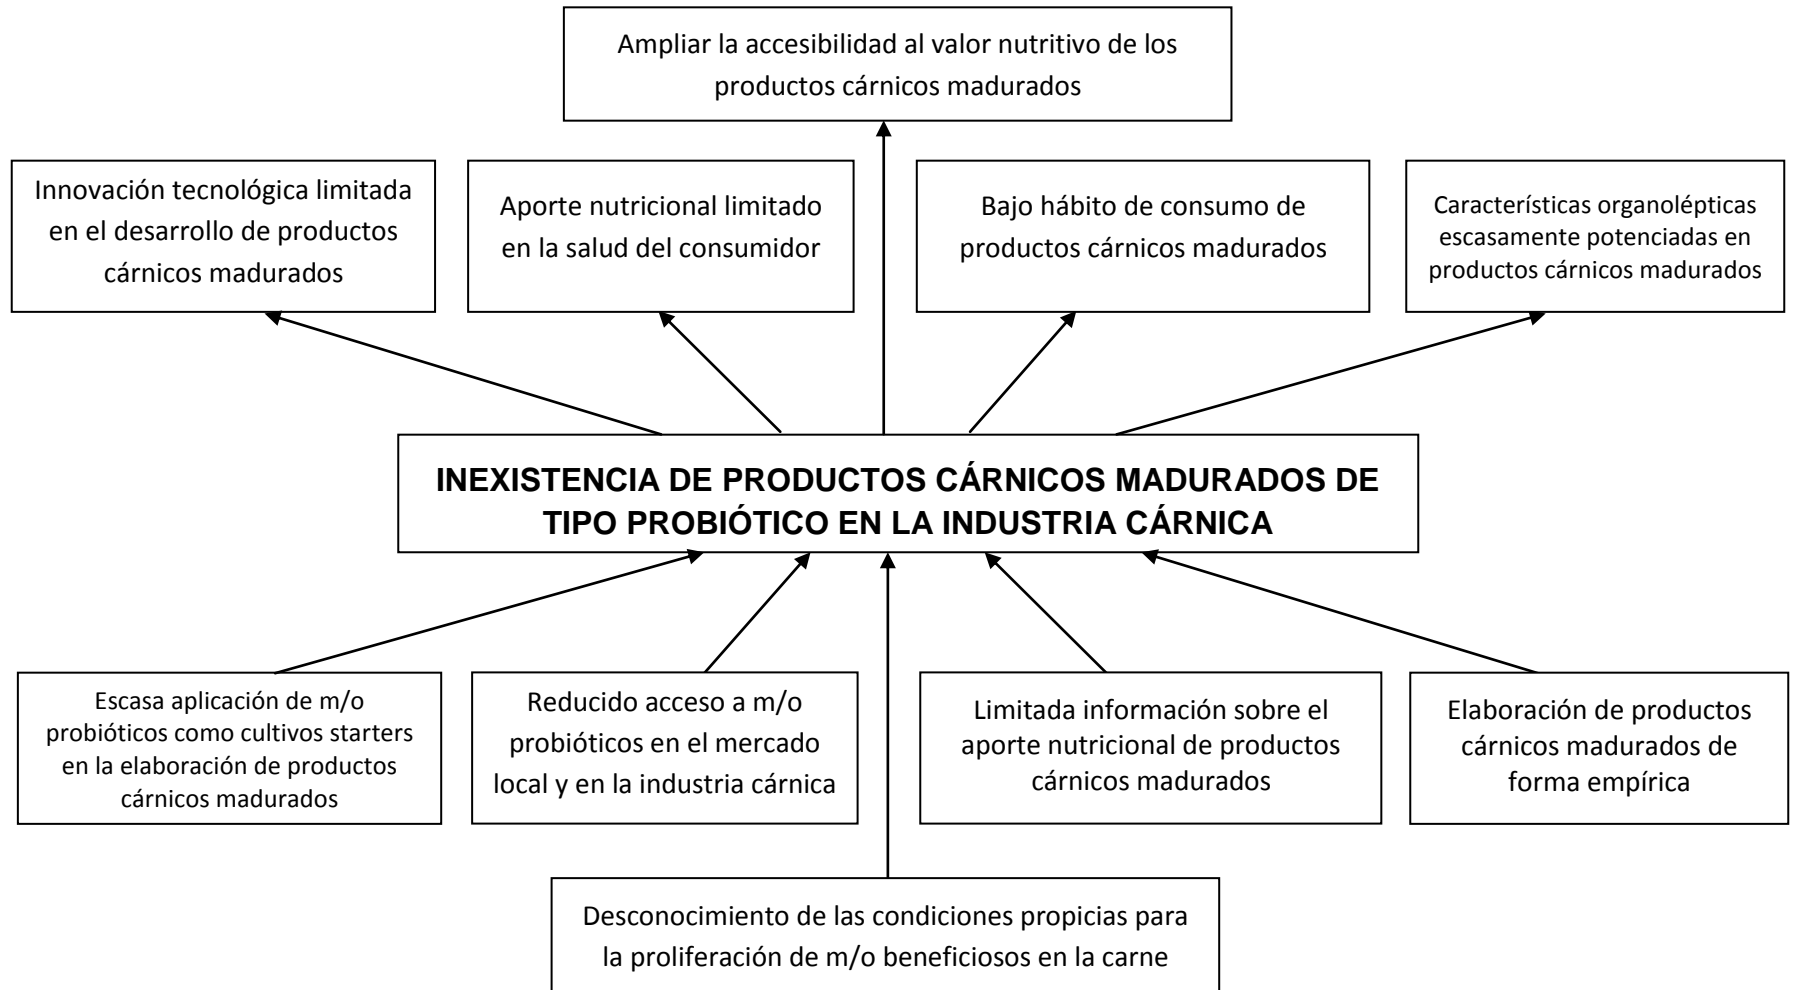 Ampliar la accesibilidad al valor nutritivo de los
productos cárnicos madurados
Innovación tecnológica limitada
en el desarrollo de productos
cárnicos madurados
Aporte nutricional limitado
en la salud del consumidor
Bajo hábito de consumo de
productos cárnicos madurados
Características organolépticas
escasamente potenciadas en
productos cárnicos madurados
INEXISTENCIA DE PRODUCTOS CÁRNICOS MADURADOS DE
TIPO PROBIÓTICO EN LA INDUSTRIA CÁRNICA
Escasa aplicación de m/o
probióticos como cultivos starters
en la elaboración de productos
cárnicos madurados
Reducido acceso a m/o
probióticos en el mercado
local y en la industria cárnica
Limitada información sobre el
aporte nutricional de productos
cárnicos madurados
Elaboración de productos
cárnicos madurados de
forma empírica
Desconocimiento de las condiciones propicias para
la proliferación de m/o beneficiosos en la carne